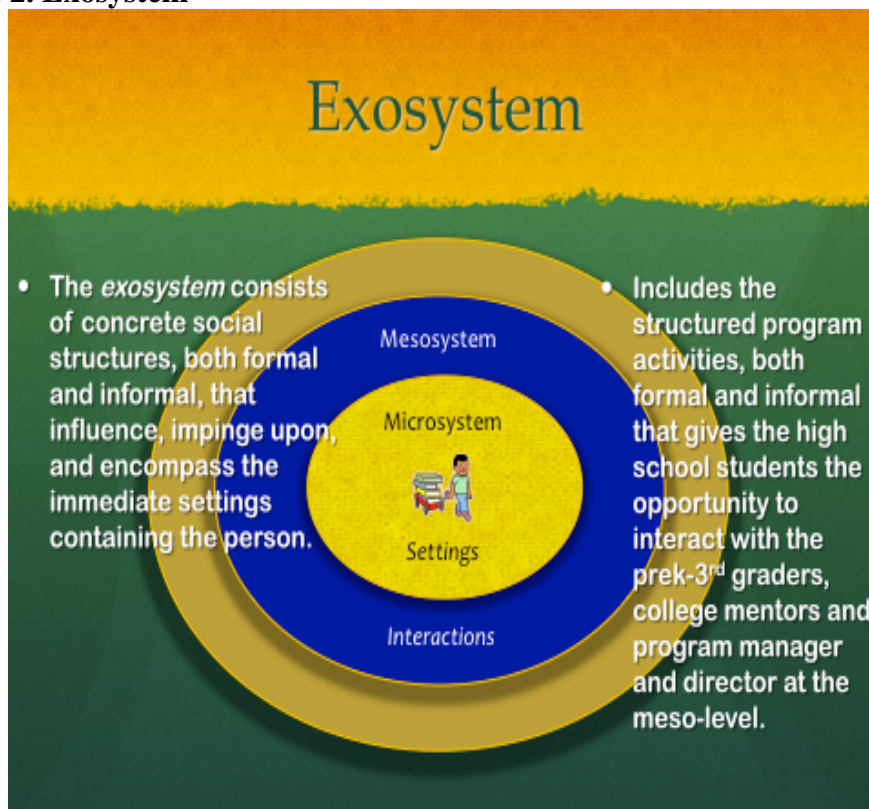 2. Exosystem
Exosystem
• The exosystem consists
of concrete social
structures, both formal
and informal, that
influence, impinge upon,
and encompass the
immediate settings
containing the person.
Mesosystem
Microsystem
Settings
Interactions
• Includes the
structured program
activities, both
formal and informal
that gives the high
school students the
opportunity to
interact with the
prek-3rd graders,
college mentors and
program manager
and director at the
meso-level.